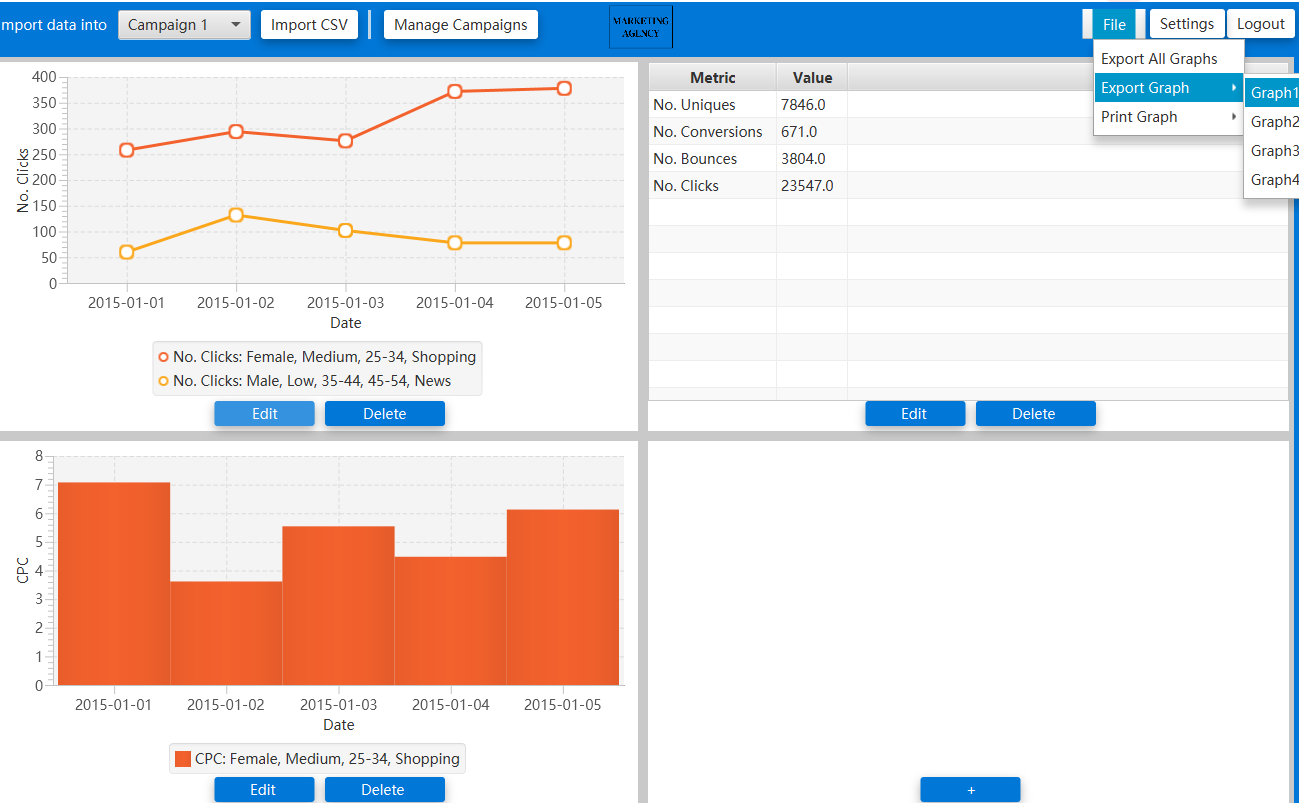 mport data into
Campaign 1
Import CSV
Manage Campaigns
MARKETING
AGENCY
File
Settings
Logout
Export All Graphs
Export Graph
Print Graph
Graph1
Graph2
Graph3
Graph4
400
350
300
250
200
150
100
50
0
No. Clicks
2015-01-01 2015-01-02 2015-01-03 2015-01-04 2015-01-05
Date
No. Clicks: Female, Medium, 25-34, Shopping
No. Clicks: Male, Low, 35-44, 45-54, News
Edit Delete
Metric Value
No. Uniques 7846.0
No. Conversions 671.0
No. Bounces 3804.0
No. Clicks 23547.0
Edit Delete
8
7
6
5
4
3
2
1
0
CPC
2015-01-01 2015-01-02 2015-01-03 2015-01-04 2015-01-05
Date
CPC: Female, Medium, 25-34, Shopping
Edit Delete
+